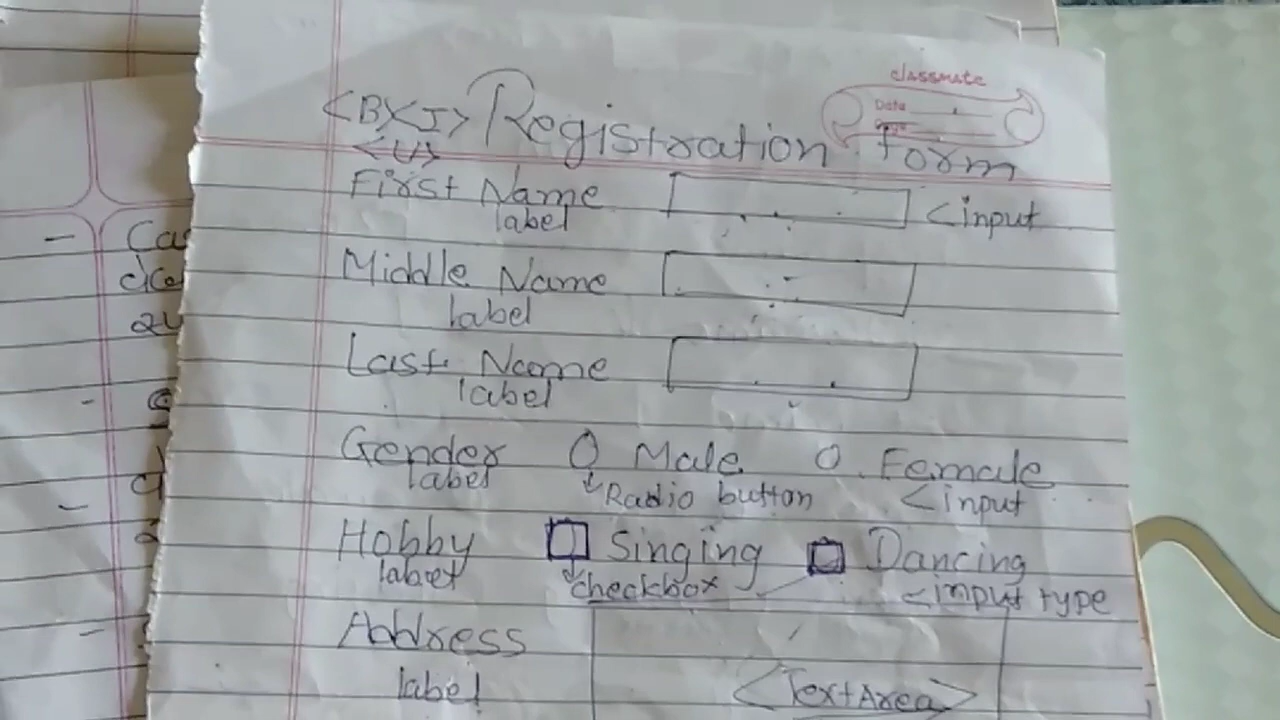 classmate
Date
Page
<B><I> Registration Form
<U>
First Name
label
<input
Middle Name
label
Last Name
label
Gender O Male O Female
label Radio button <input
Hobby Singing Dancing
label checkbox <input type
Address
label <TextArea>